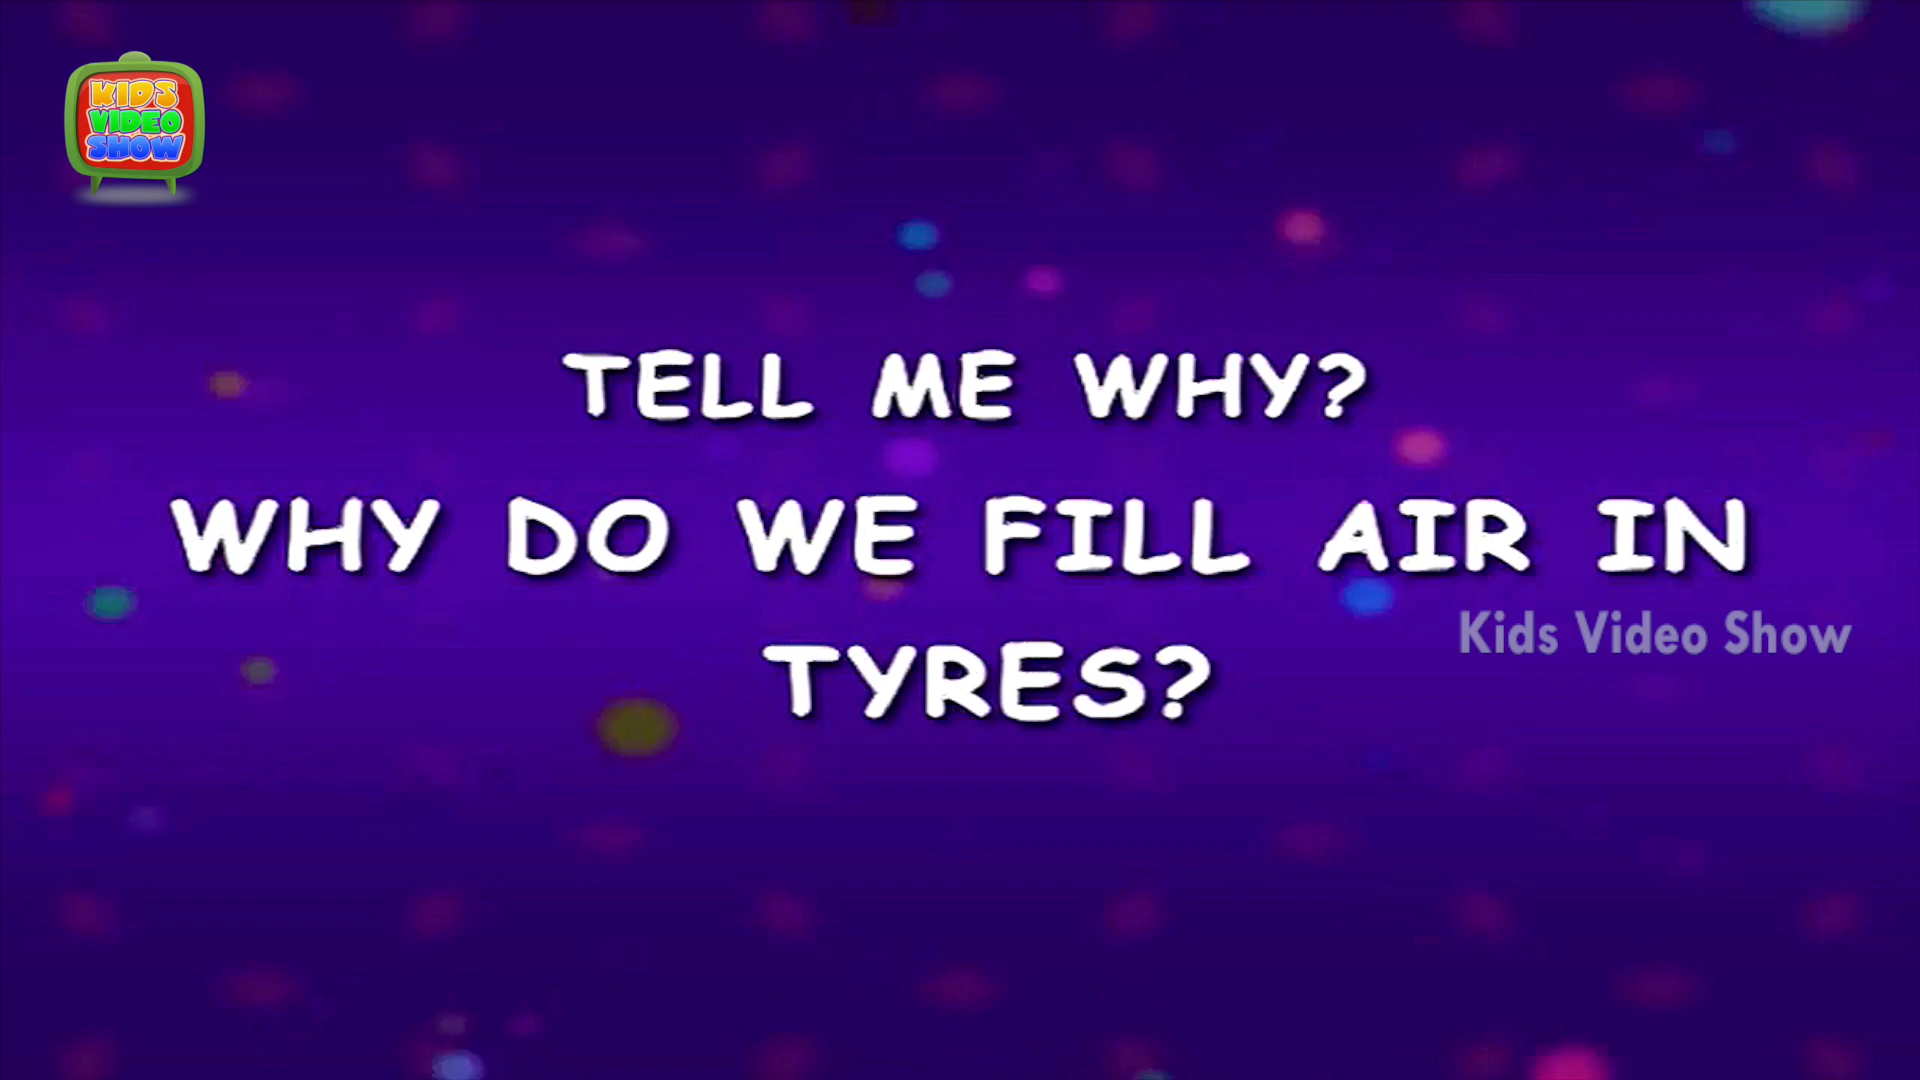 KIDS
VIDEO
SHOW
TELL ME WHY?
WHY DO WE FILL AIR IN
TYRES?
Kids Video Show